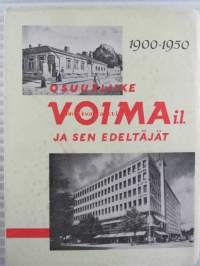 1900-1950
OSUUSLIIKE
VOIMA i.l.
JA SEN EDELTÄJÄT